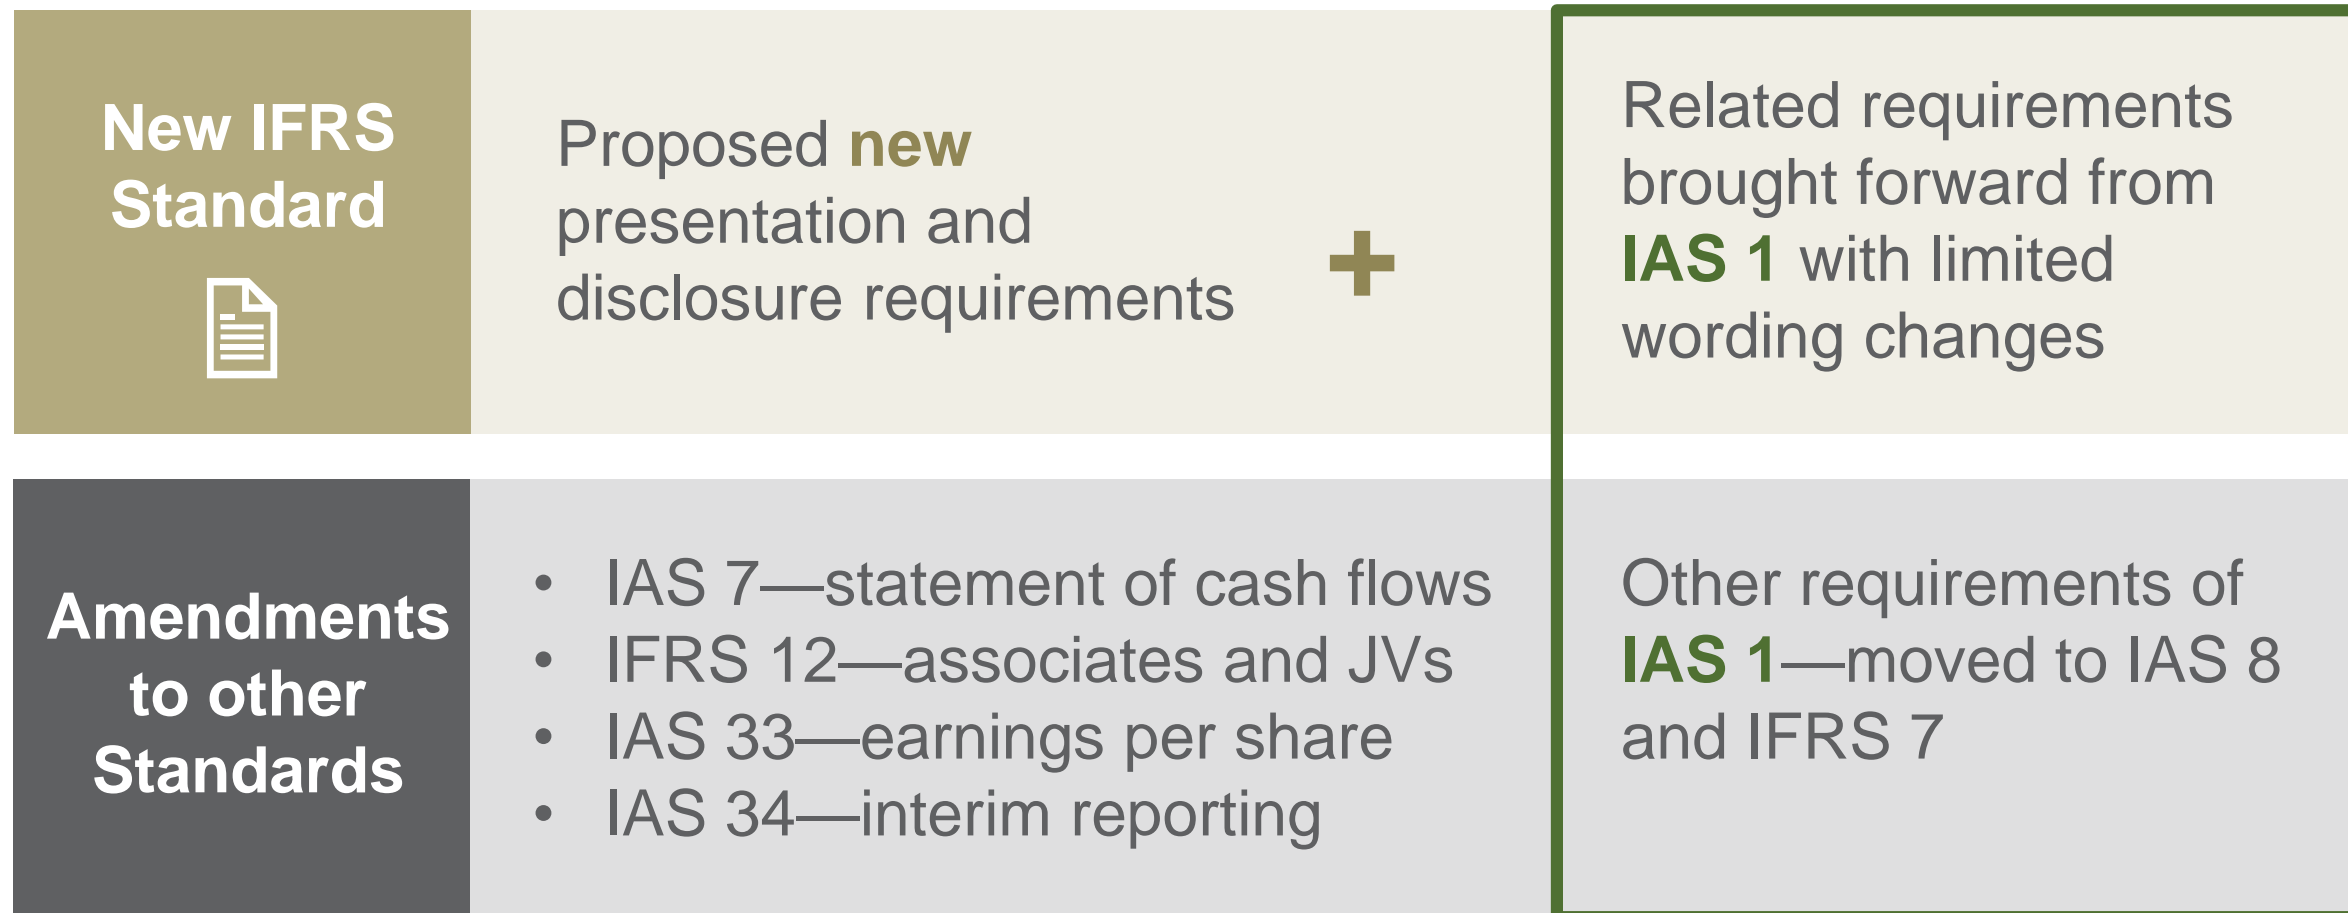 New IFRS
Standard
Proposed new
presentation and
disclosure requirements
+
Related requirements
brought forward from
IAS 1 with limited
wording changes
Amendments
to other
Standards
• IAS 7—statement of cash flows
• IFRS 12—associates and JVs
• IAS 33—earnings per share
• IAS 34—interim reporting
Other requirements of
IAS 1—moved to IAS 8
and IFRS 7